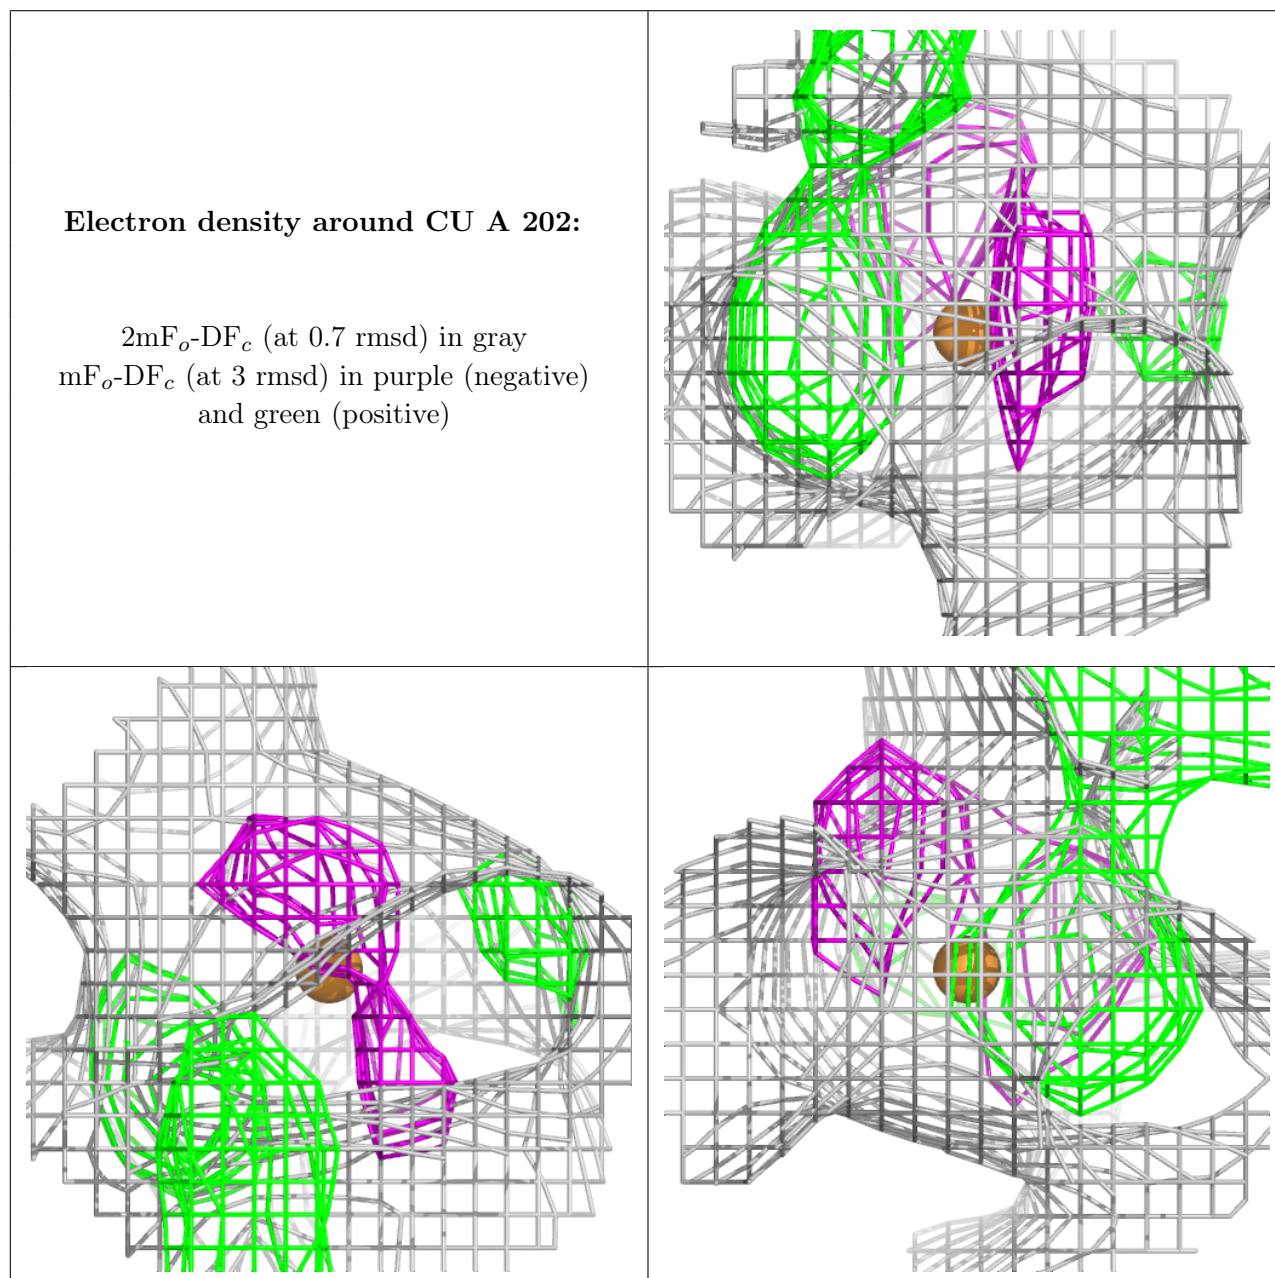 Electron density around CU A 202:
2mFₒ-DF𝒸 (at 0.7 rmsd) in gray
mFₒ-DF𝒸 (at 3 rmsd) in purple (negative)
and green (positive)